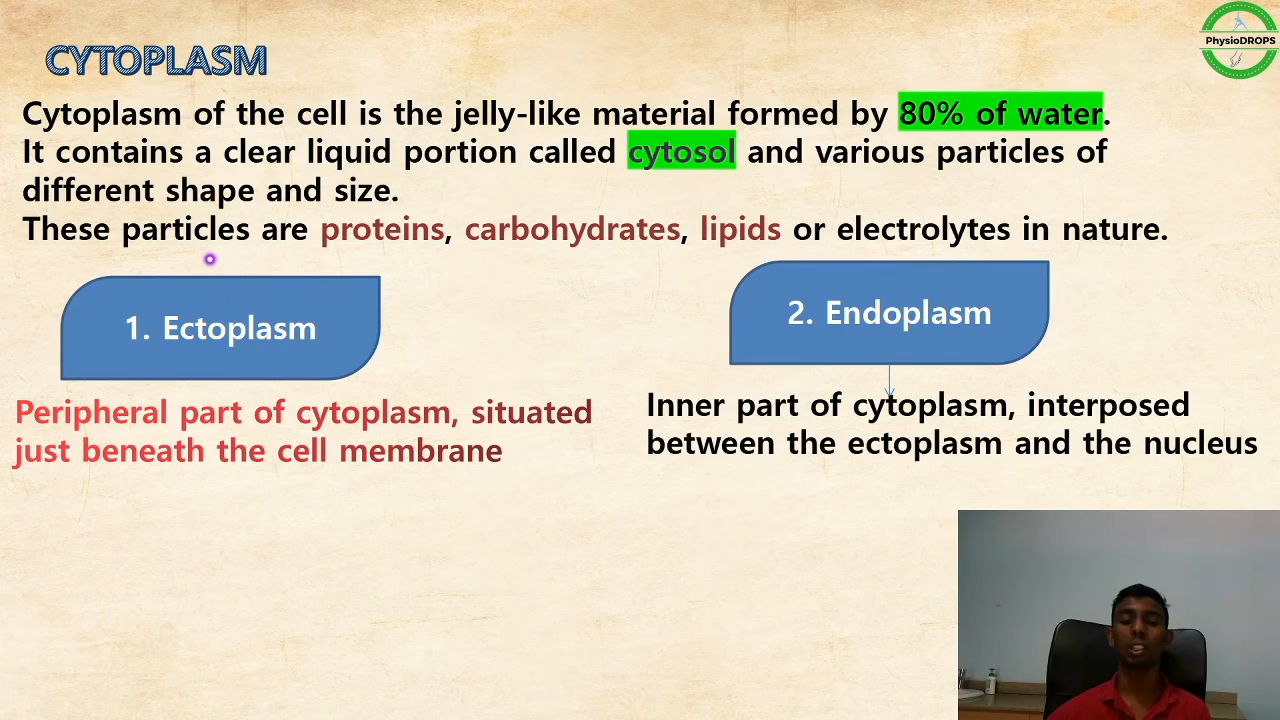 PhysioDROPS
CYTOPLASM
Cytoplasm of the cell is the jelly-like material formed by 80% of water.
It contains a clear liquid portion called cytosol and various particles of
different shape and size.
These particles are proteins, carbohydrates, lipids or electrolytes in nature.
1. Ectoplasm
2. Endoplasm
Peripheral part of cytoplasm, situated
just beneath the cell membrane
Inner part of cytoplasm, interposed
between the ectoplasm and the nucleus